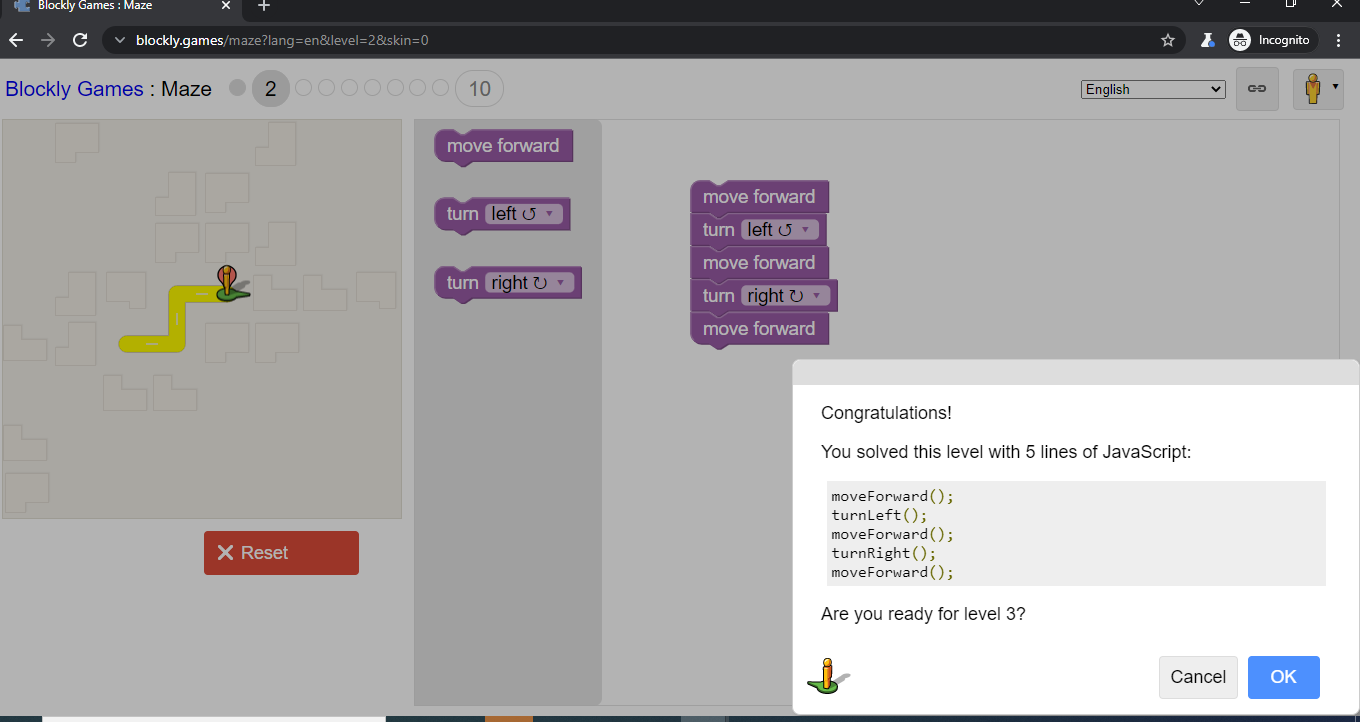 Blockly Games : Maze
blockly.games/maze?lang=en&level=2&skin=0
Incognito
Blockly Games : Maze 2 10
English
move forward
turn left ↺
turn right ↻
move forward
turn left ↺
move forward
turn right ↻
move forward
Reset
Congratulations!
You solved this level with 5 lines of JavaScript:
moveForward();
turnLeft();
moveForward();
turnRight();
moveForward();
Are you ready for level 3?
Cancel
OK